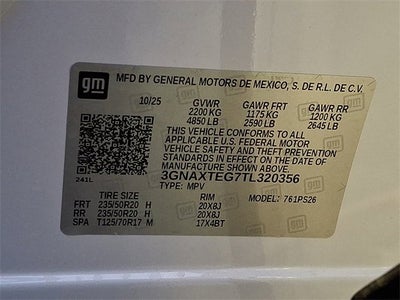 gm
MFD BY GENERAL MOTORS DE MEXICO, S. DE R.L. DE C.V.
10/25 GVWR GAWR FRT GAWR RR
2200 KG 1175 KG 1200 KG
4850 LB 2590 LB 2645 LB
THIS VEHICLE CONFORMS TO ALL
APPLICABLE U.S. FEDERAL MOTOR
VEHICLE SAFETY AND THEFT PREVENTION
STANDARDS IN EFFECT ON THE DATE OF
MANUFACTURE SHOWN ABOVE.
241L 3GNAXTEG7TL320356
TYPE: MPV
TIRE SIZE RIM MODEL: 761PS26
FRT 235/50R20 H 20X8J
RR 235/50R20 H 20X8J
SPA T125/70R17 M 17X4BT